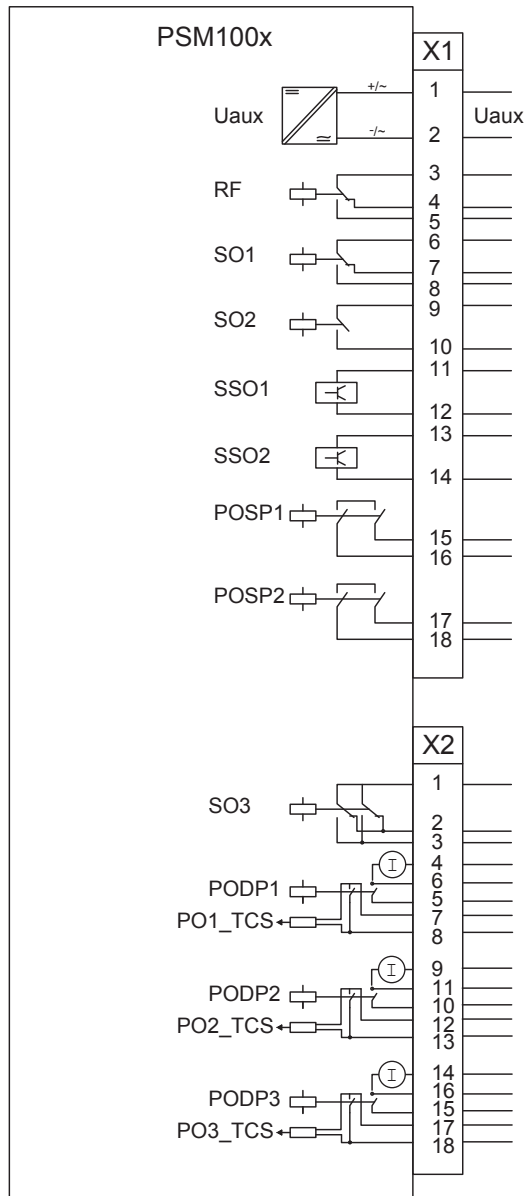 PSM100x
X1
+/~
1
Uaux
Uaux
-/~
2
3
RF
4
5
6
SO1
7
8
9
SO2
10
11
SSO1
12
13
SSO2
14
POSP1
15
16
POSP2
17
18
X2
1
SO3
2
3
I
4
6
PODP1
5
7
PO1_TCS
8
I
9
11
PODP2
10
12
PO2_TCS
13
I
14
16
PODP3
15
17
PO3_TCS
18